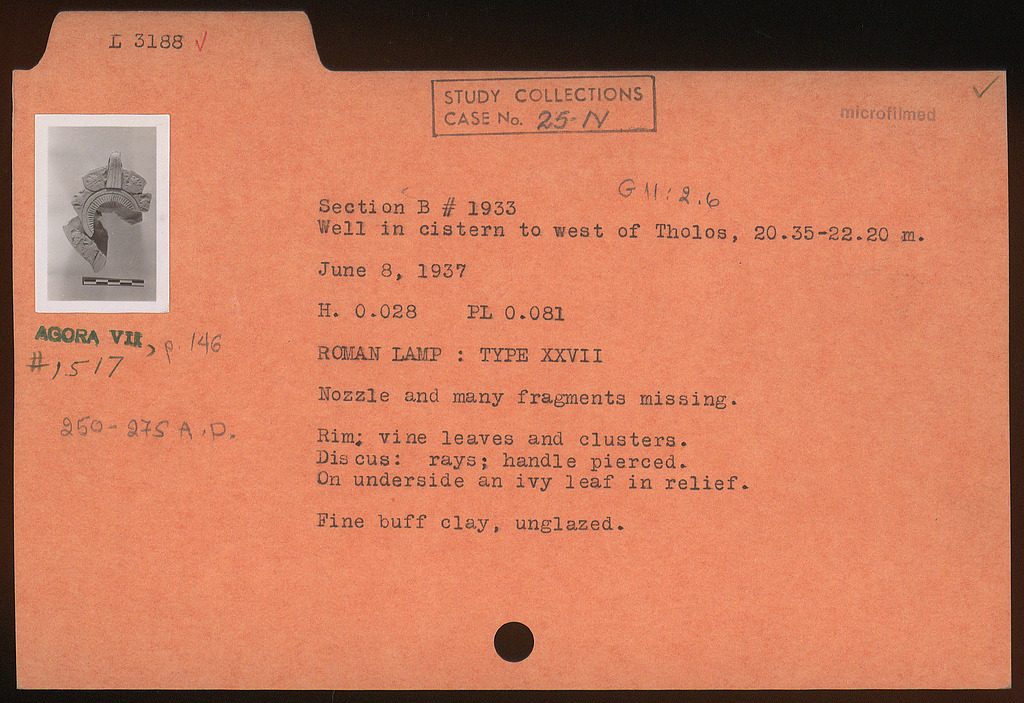 L 3188 ✓
STUDY COLLECTIONS
CASE No. 25-IV
microfilmed
G 11:2.6
Section B # 1933
Well in cistern to west of Tholos, 20.35-22.20 m.
June 8, 1937
H. 0.028 PL 0.081
AGORA VII, p. 146
#1517
ROMAN LAMP : TYPE XXVII
Nozzle and many fragments missing.
250-275 A.D.
Rim; vine leaves and clusters.
Discus: rays; handle pierced.
On underside an ivy leaf in relief.
Fine buff clay, unglazed.